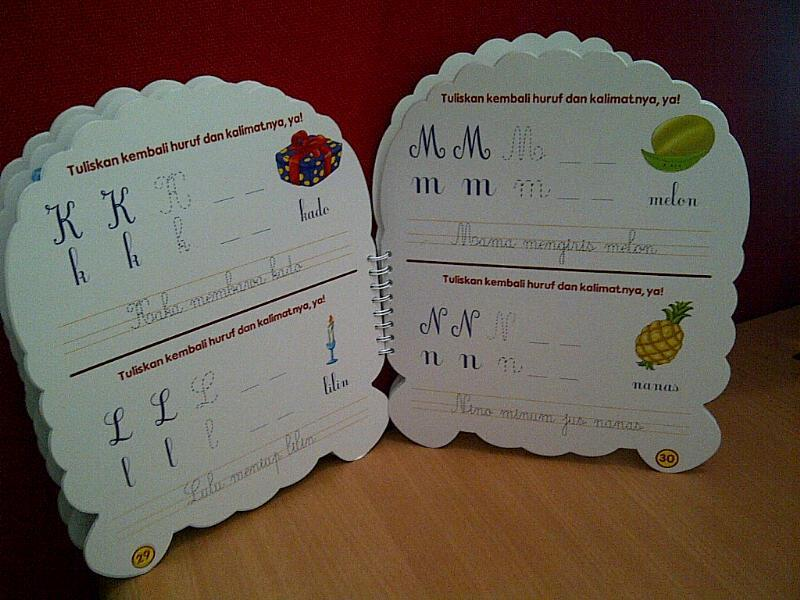 Tuliskan kembali huruf dan kalimatnya, ya!
K K K _ _
k k k _ _ kado
Kaka membawa kado
Tuliskan kembali huruf dan kalimatnya, ya!
L L L _ _
l l l _ _ lilin
Lulu meniup lilin
29
Tuliskan kembali huruf dan kalimatnya, ya!
M M M _ _
m m m _ _ melon
Mama mengiris melon
Tuliskan kembali huruf dan kalimatnya, ya!
N N N _ _
n n n _ _ nanas
Nino minum jus nanas
30